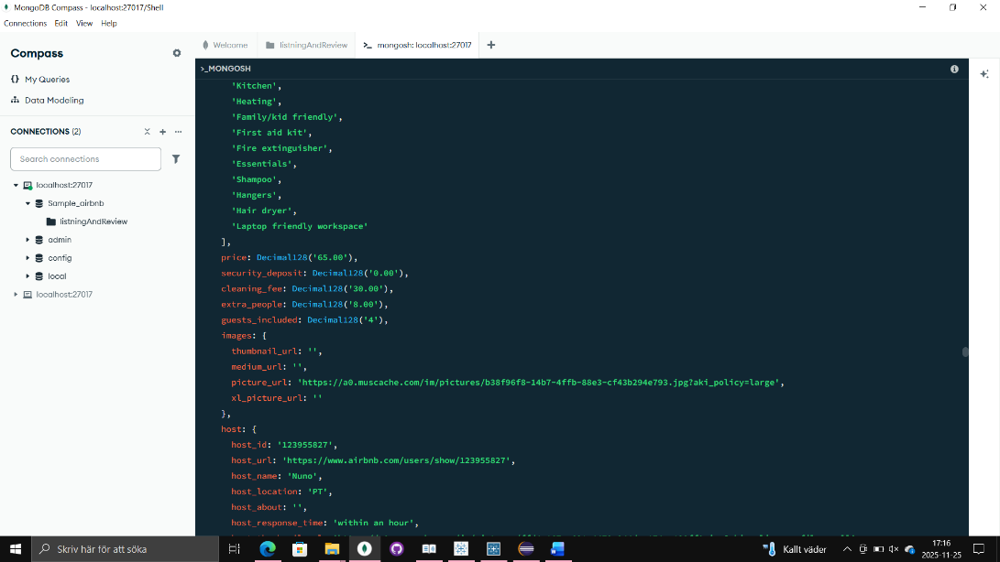 MongoDB Compass - localhost:27017/Shell
Connections Edit View Help
Compass
My Queries
Data Modeling
CONNECTIONS (2)
Search connections
localhost:27017
Sample_airbnb
listningAndReview
admin
config
local
localhost:27017
Welcome
listningAndReview
mongosh: localhost:27017
>_MONGOSH
'Kitchen',
'Heating',
'Family/kid friendly',
'First aid kit',
'Fire extinguisher',
'Essentials',
'Shampoo',
'Hangers',
'Hair dryer',
'Laptop friendly workspace'
],
price: Decimal128('65.00'),
security_deposit: Decimal128('0.00'),
cleaning_fee: Decimal128('30.00'),
extra_people: Decimal128('8.00'),
guests_included: Decimal128('4'),
images: {
thumbnail_url: '',
medium_url: '',
picture_url: 'https://a0.muscache.com/im/pictures/b38f96f8-14b7-4ffb-88e3-cf43b294e793.jpg?aki_policy=large',
xl_picture_url: ''
},
host: {
host_id: '123955827',
host_url: 'https://www.airbnb.com/users/show/123955827',
host_name: 'Nuno',
host_location: 'PT',
host_about: '',
host_response_time: 'within an hour',
Skriv här för att söka
Kallt väder
17:16
2025-11-25